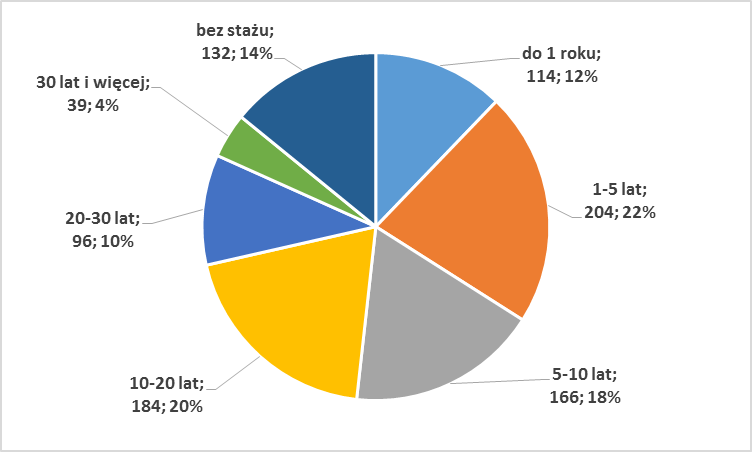 bez stażu;
132; 14%
do 1 roku;
114; 12%
30 lat i więcej;
39; 4%
1-5 lat;
204; 22%
20-30 lat;
96; 10%
10-20 lat;
184; 20%
5-10 lat;
166; 18%